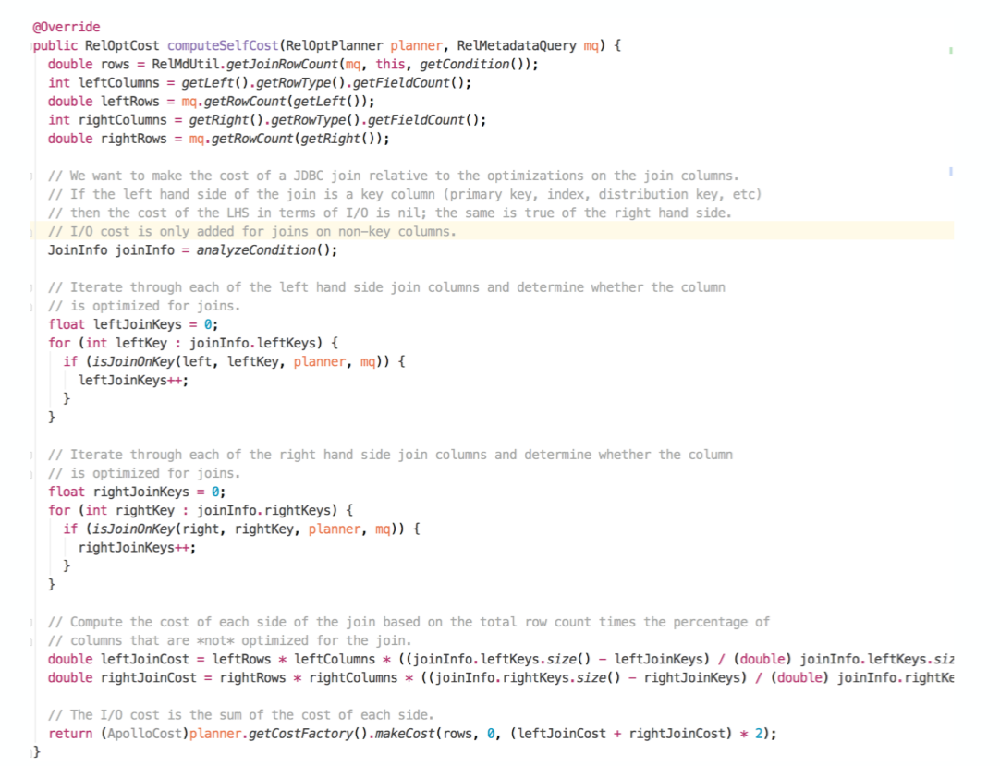 @Override
public RelOptCost computeSelfCost(RelOptPlanner planner, RelMetadataQuery mq) {
  double rows = RelMdUtil.getJoinRowCount(mq, this, getCondition());
  int leftColumns = getLeft().getRowType().getFieldCount();
  double leftRows = mq.getRowCount(getLeft());
  int rightColumns = getRight().getRowType().getFieldCount();
  double rightRows = mq.getRowCount(getRight());

  // We want to make the cost of a JDBC join relative to the optimizations on the join columns.
  // If the left hand side of the join is a key column (primary key, index, distribution key, etc)
  // then the cost of the LHS in terms of I/O is nil; the same is true of the right hand side.
  // I/O cost is only added for joins on non-key columns.
  JoinInfo joinInfo = analyzeCondition();

  // Iterate through each of the left hand side join columns and determine whether the column
  // is optimized for joins.
  float leftJoinKeys = 0;
  for (int leftKey : joinInfo.leftKeys) {
    if (isJoinOnKey(left, leftKey, planner, mq)) {
      leftJoinKeys++;
    }
  }

  // Iterate through each of the right hand side join columns and determine whether the column
  // is optimized for joins.
  float rightJoinKeys = 0;
  for (int rightKey : joinInfo.rightKeys) {
    if (isJoinOnKey(right, rightKey, planner, mq)) {
      rightJoinKeys++;
    }
  }

  // Compute the cost of each side of the join based on the total row count times the percentage of
  // columns that are *not* optimized for the join.
  double leftJoinCost = leftRows * leftColumns * ((joinInfo.leftKeys.size() - leftJoinKeys) / (double) joinInfo.leftKeys.siz
  double rightJoinCost = rightRows * rightColumns * ((joinInfo.rightKeys.size() - rightJoinKeys) / (double) joinInfo.rightKe

  // The I/O cost is the sum of the cost of each side.
  return (ApolloCost)planner.getCostFactory().makeCost(rows, 0, (leftJoinCost + rightJoinCost) * 2);
}